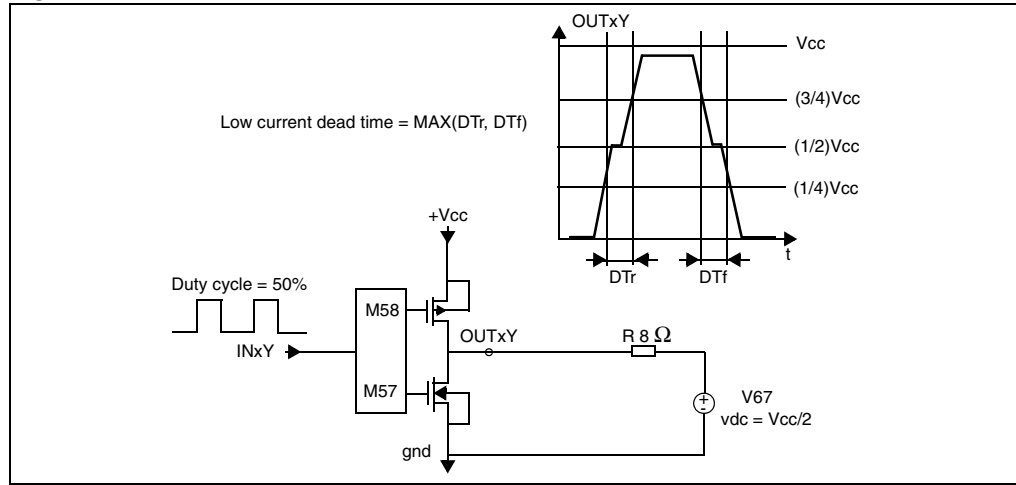 OUTxY
Vcc
(3/4)Vcc
Low current dead time = MAX(DTr, DTf)
(1/2)Vcc
(1/4)Vcc
+Vcc
t
DTr
DTf
Duty cycle = 50%
M58
OUTxY
R 8 Ω
INxY
M57
V67
vdc = Vcc/2
gnd
+
-